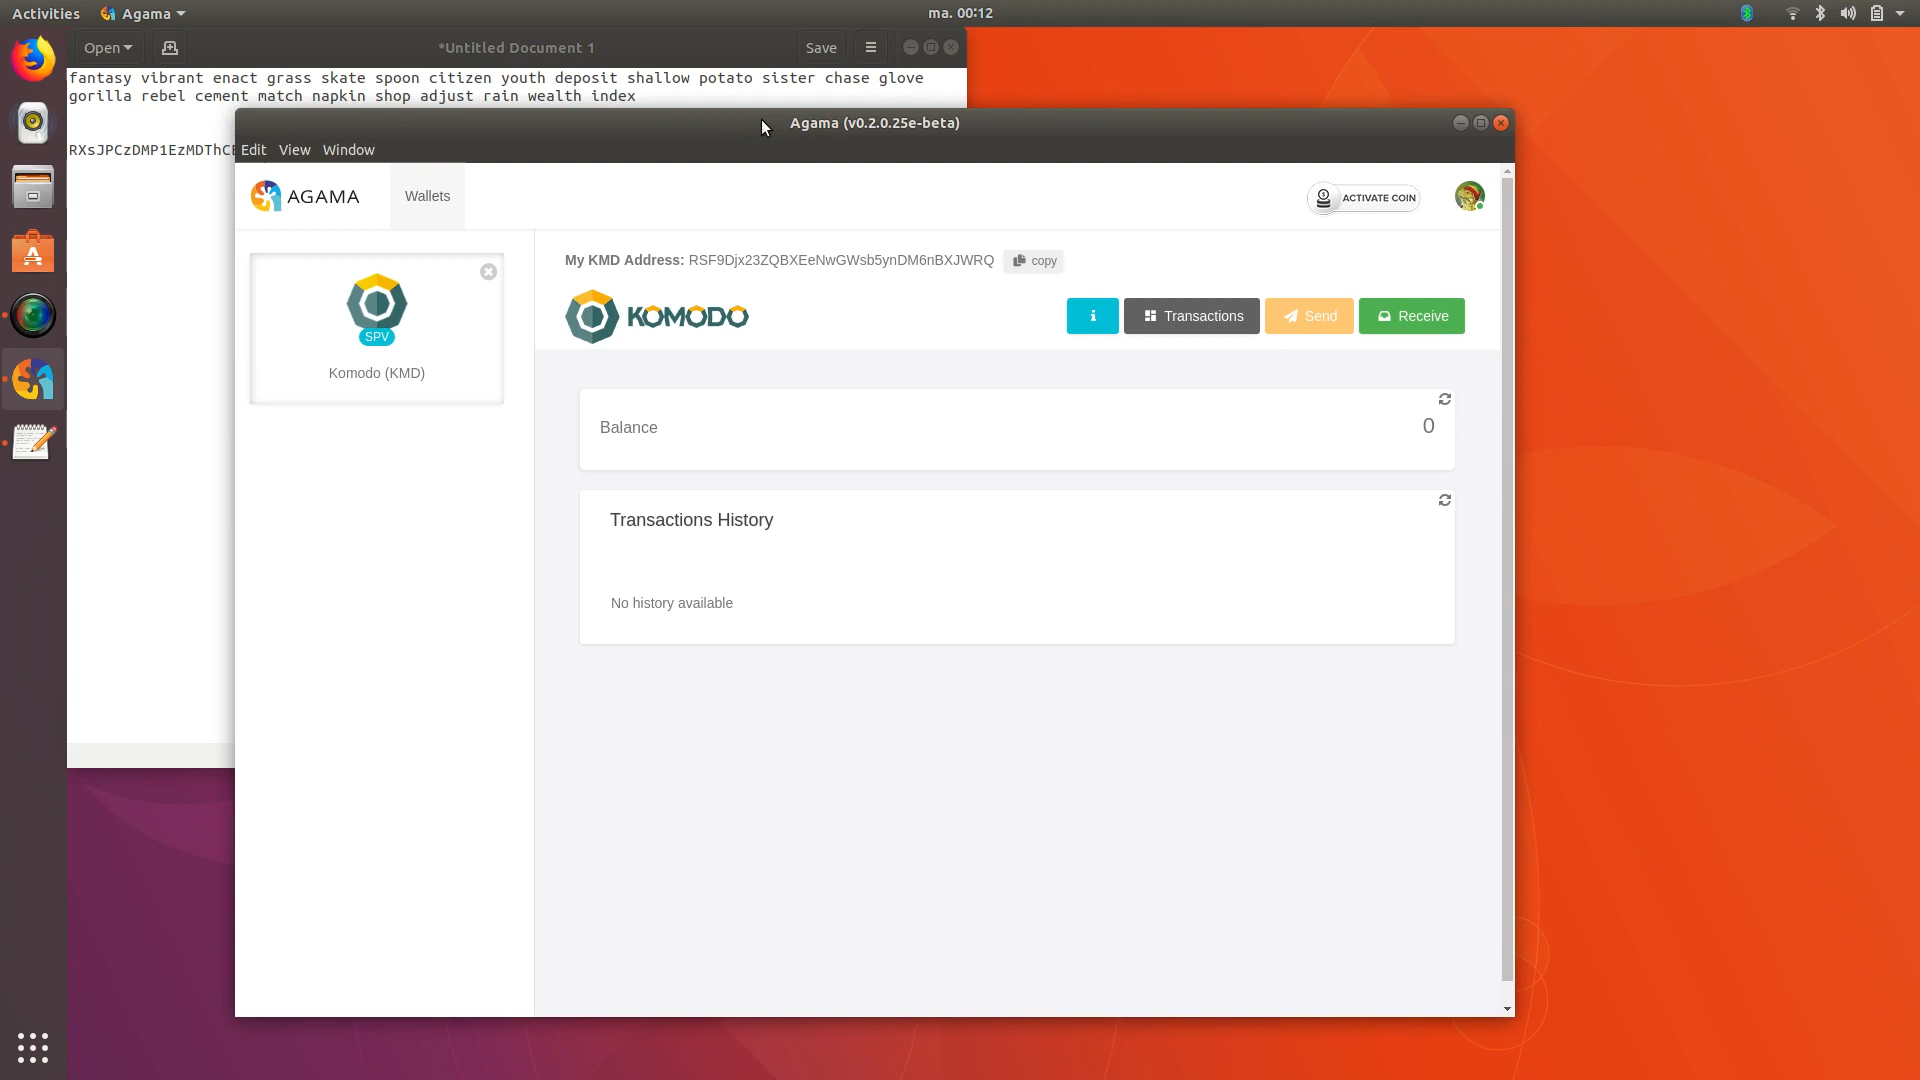 Activities
Agama
ma. 00:12
Open
*Untitled Document 1
Save
fantasy vibrant enact grass skate spoon citizen youth deposit shallow potato sister chase glove
gorilla rebel cement match napkin shop adjust rain wealth index
RXsJPCzDMP1EzMDThC
Agama (v0.2.0.25e-beta)
Edit View Window
AGAMA
Wallets
ACTIVATE COIN
SPV
Komodo (KMD)
My KMD Address: RSF9Djx23ZQBXEeNwGWsb5ynDM6nBXJWRQ
copy
KOMODO
Transactions
Send
Receive
Balance
0
Transactions History
No history available